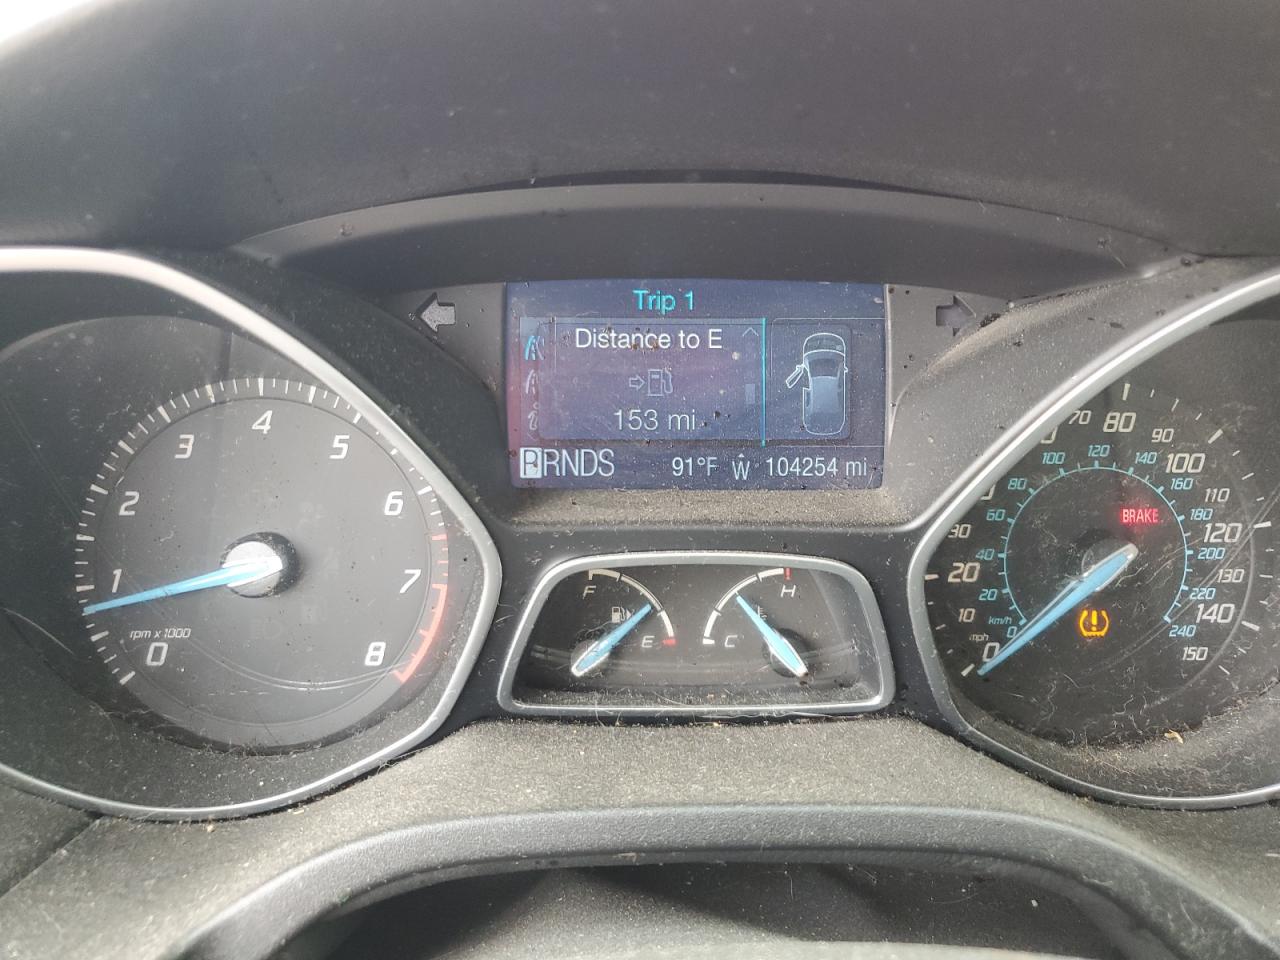 Trip 1
Distance to E
153 mi
PRNDS 91°F W 104254 mi
0 1 2 3 4 5 6 7 8
rpm x 1000
F E
C H
0 10 20 30 70 80 90 100 110 120 130 140 150
mph
km/h
0 20 40 60 80 100 120 140 160 180 200 220 240
BRAKE